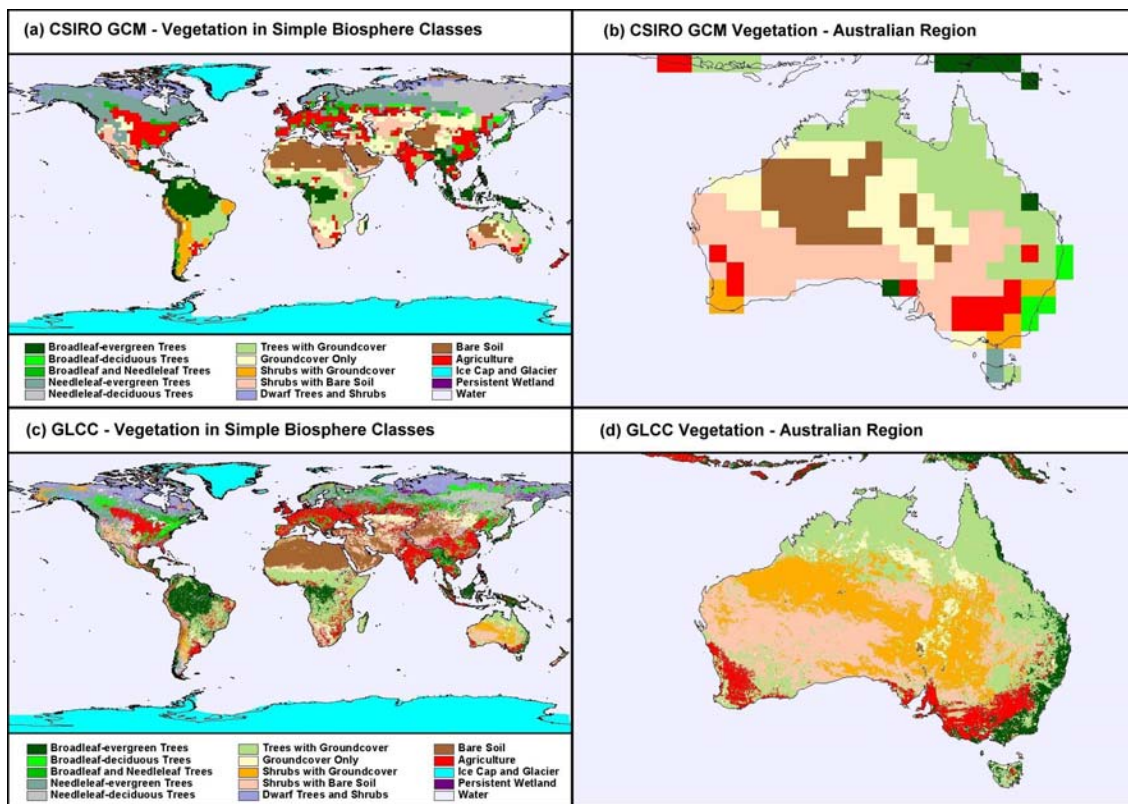 (a) CSIRO GCM - Vegetation in Simple Biosphere Classes
(b) CSIRO GCM Vegetation - Australian Region
Broadleaf-evergreen Trees
Broadleaf-deciduous Trees
Broadleaf and Needleleaf Trees
Needleleaf-evergreen Trees
Needleleaf-deciduous Trees
Trees with Groundcover
Groundcover Only
Shrubs with Groundcover
Shrubs with Bare Soil
Dwarf Trees and Shrubs
Bare Soil
Agriculture
Ice Cap and Glacier
Persistent Wetland
Water
(c) GLCC - Vegetation in Simple Biosphere Classes
(d) GLCC Vegetation - Australian Region
Broadleaf-evergreen Trees
Broadleaf-deciduous Trees
Broadleaf and Needleleaf Trees
Needleleaf-evergreen Trees
Needleleaf-deciduous Trees
Trees with Groundcover
Groundcover Only
Shrubs with Groundcover
Shrubs with Bare Soil
Dwarf Trees and Shrubs
Bare Soil
Agriculture
Ice Cap and Glacier
Persistent Wetland
Water